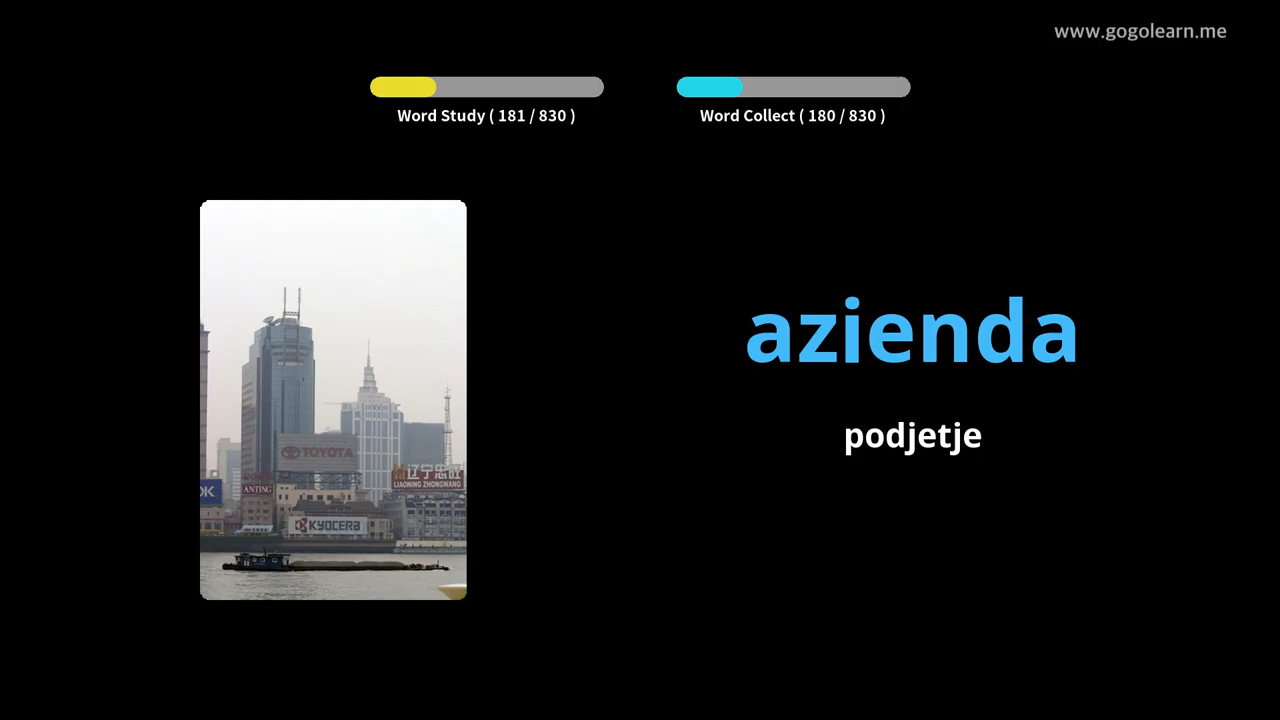 www.gogolearn.me
Word Study ( 181 / 830 )
Word Collect ( 180 / 830 )
azienda
podjetje
TOYOTA
辽宁忠旺
LIAONING ZHONGWANG
OK
ANTING
KYOCERA